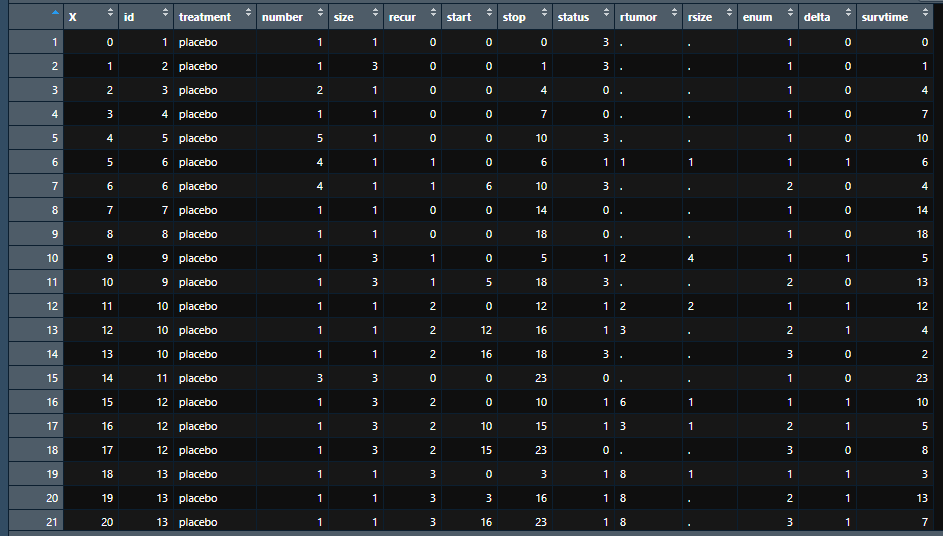 X id treatment number size recur start stop status rtumor rsize enum delta survtime
1 0 1 placebo 1 1 0 0 0 3 . . 1 0 0
2 1 2 placebo 1 3 0 0 1 3 . . 1 0 1
3 2 3 placebo 2 1 0 0 4 0 . . 1 0 4
4 3 4 placebo 1 1 0 0 7 0 . . 1 0 7
5 4 5 placebo 5 1 0 0 10 3 . . 1 0 10
6 5 6 placebo 4 1 1 0 6 1 1 1 1 1 6
7 6 6 placebo 4 1 1 6 10 3 . . 2 0 4
8 7 7 placebo 1 1 0 0 14 0 . . 1 0 14
9 8 8 placebo 1 1 0 0 18 0 . . 1 0 18
10 9 9 placebo 1 3 1 0 5 1 2 4 1 1 5
11 10 9 placebo 1 3 1 5 18 3 . . 2 0 13
12 11 10 placebo 1 1 2 0 12 1 2 2 1 1 12
13 12 10 placebo 1 1 2 12 16 1 3 . 2 1 4
14 13 10 placebo 1 1 2 16 18 3 . . 3 0 2
15 14 11 placebo 3 3 0 0 23 0 . . 1 0 23
16 15 12 placebo 1 3 2 0 10 1 6 1 1 1 10
17 16 12 placebo 1 3 2 10 15 1 3 1 2 1 5
18 17 12 placebo 1 3 2 15 23 0 . . 3 0 8
19 18 13 placebo 1 1 3 0 3 1 8 1 1 1 3
20 19 13 placebo 1 1 3 3 16 1 8 . 2 1 13
21 20 13 placebo 1 1 3 16 23 1 8 . 3 1 7